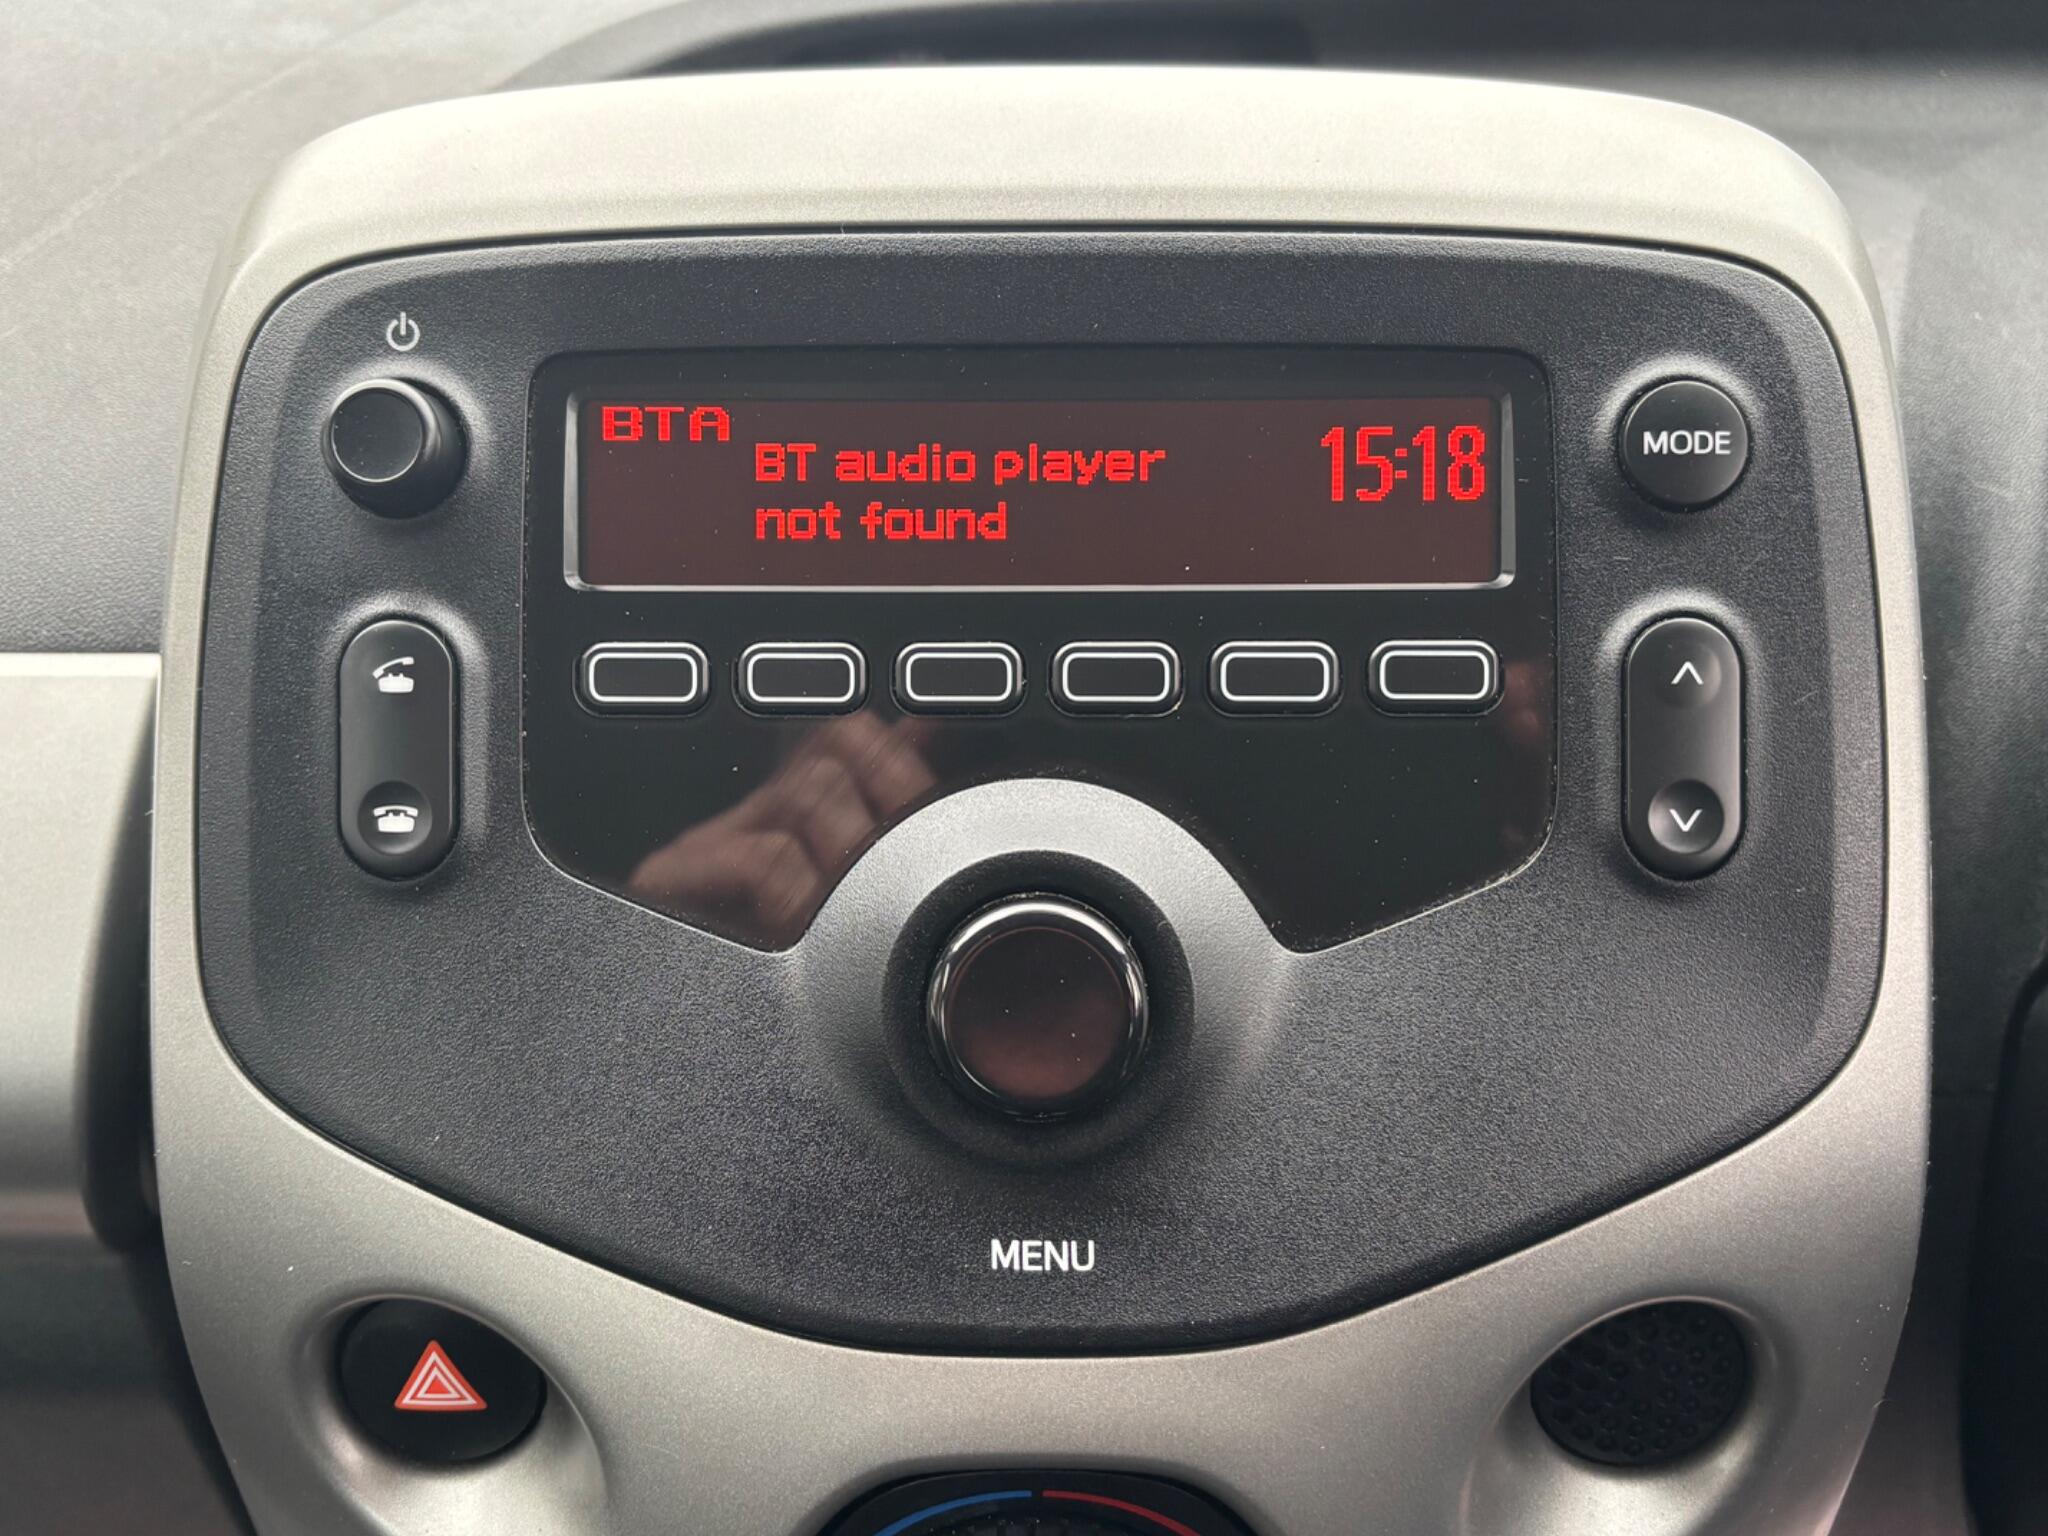 BTA
BT audio player
not found
15:18
MODE
MENU